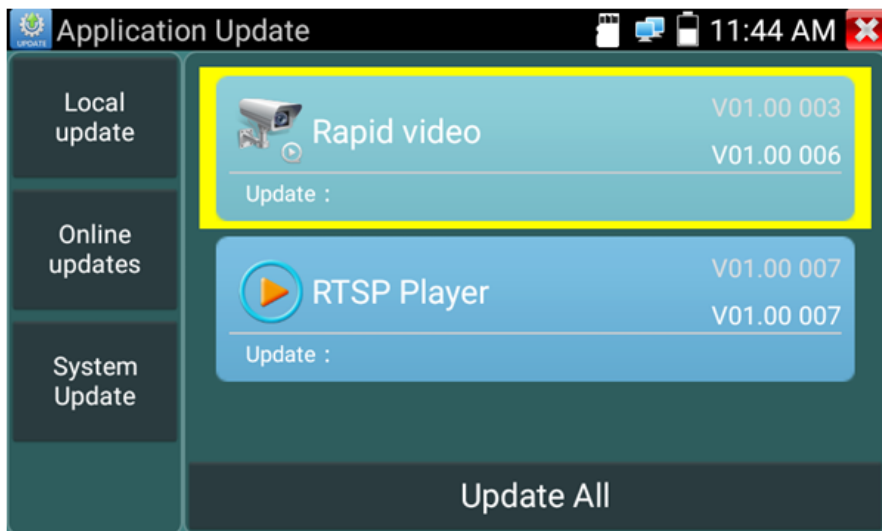 UPDATE
Application Update
11:44 AM
Local
update
Online
updates
System
Update
Rapid video
V01.00 003
V01.00 006
Update :
RTSP Player
V01.00 007
V01.00 007
Update :
Update All